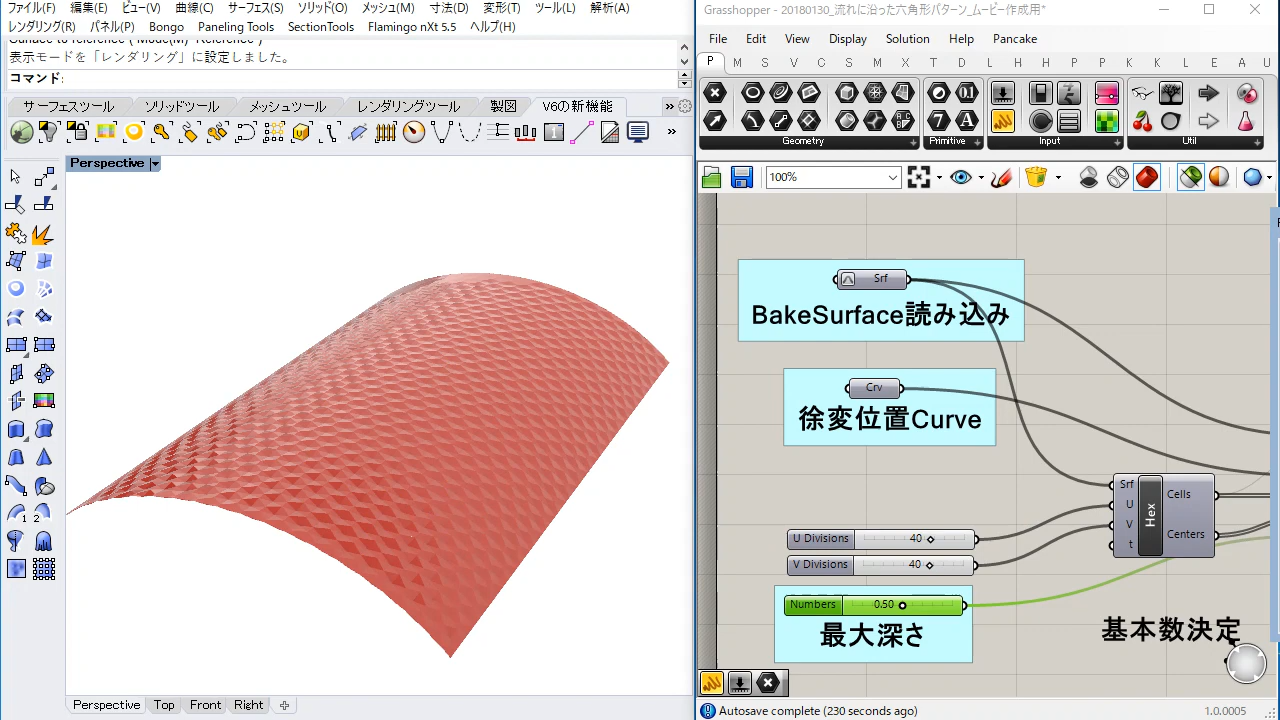 ファイル(F) 編集(E) ビュー(V) 曲線(C) サーフェス(S) ソリッド(O) メッシュ(M) 寸法(D) 変形(T) ツール(L) 解析(A)
レンダリング(R) パネル(P) Bongo Paneling Tools SectionTools Flamingo nXt 5.5 ヘルプ(H)
表示モードを「レンダリング」に設定しました。
コマンド:
サーフェスツール ソリッドツール メッシュツール レンダリングツール 製図 V6の新機能 »
Perspective
Perspective Top Front Right
Grasshopper - 20180130_流れに沿った六角形パターン_ムービー作成用*
File Edit View Display Solution Help Pancake
P M S V C S M X T D L H P P K K L E A U
Geometry Primitive Input Util
100%
Srf
BakeSurface読み込み
Crv
徐変位置Curve
Srf
U
V
t
Hex
Cells
Centers
U Divisions 40
V Divisions 40
Numbers 0.50
最大深さ
基本数決定
Autosave complete (230 seconds ago)
1.0.0005